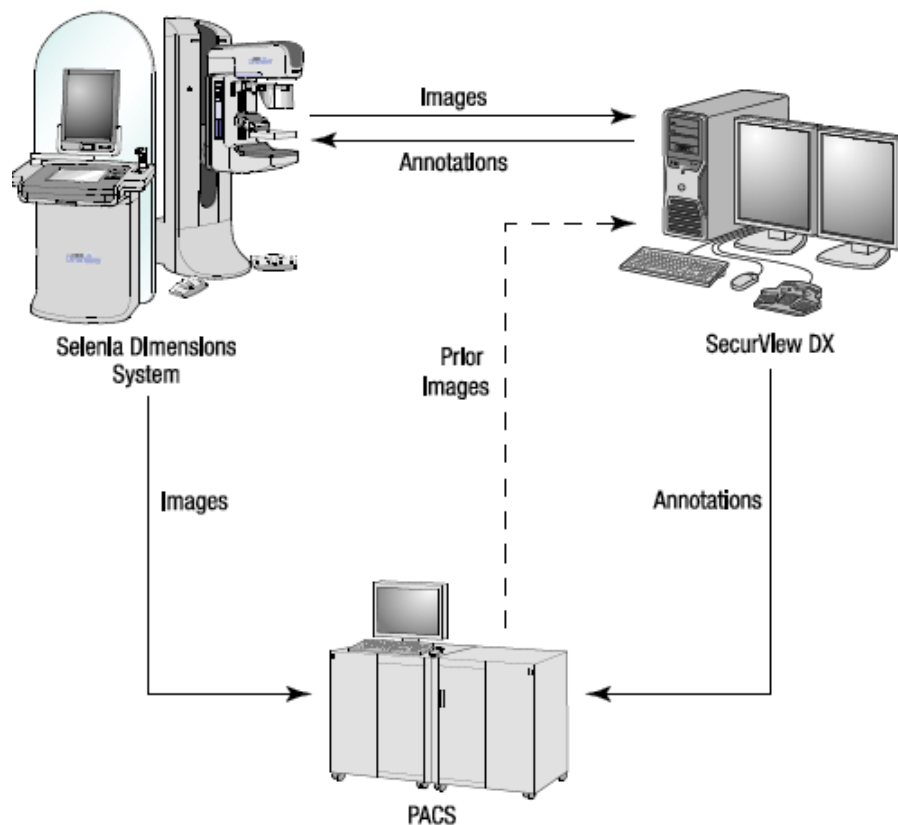 Images
Annotations
Selenia Dimensions
System
SecurView DX
Prior
Images
Images
Annotations
PACS